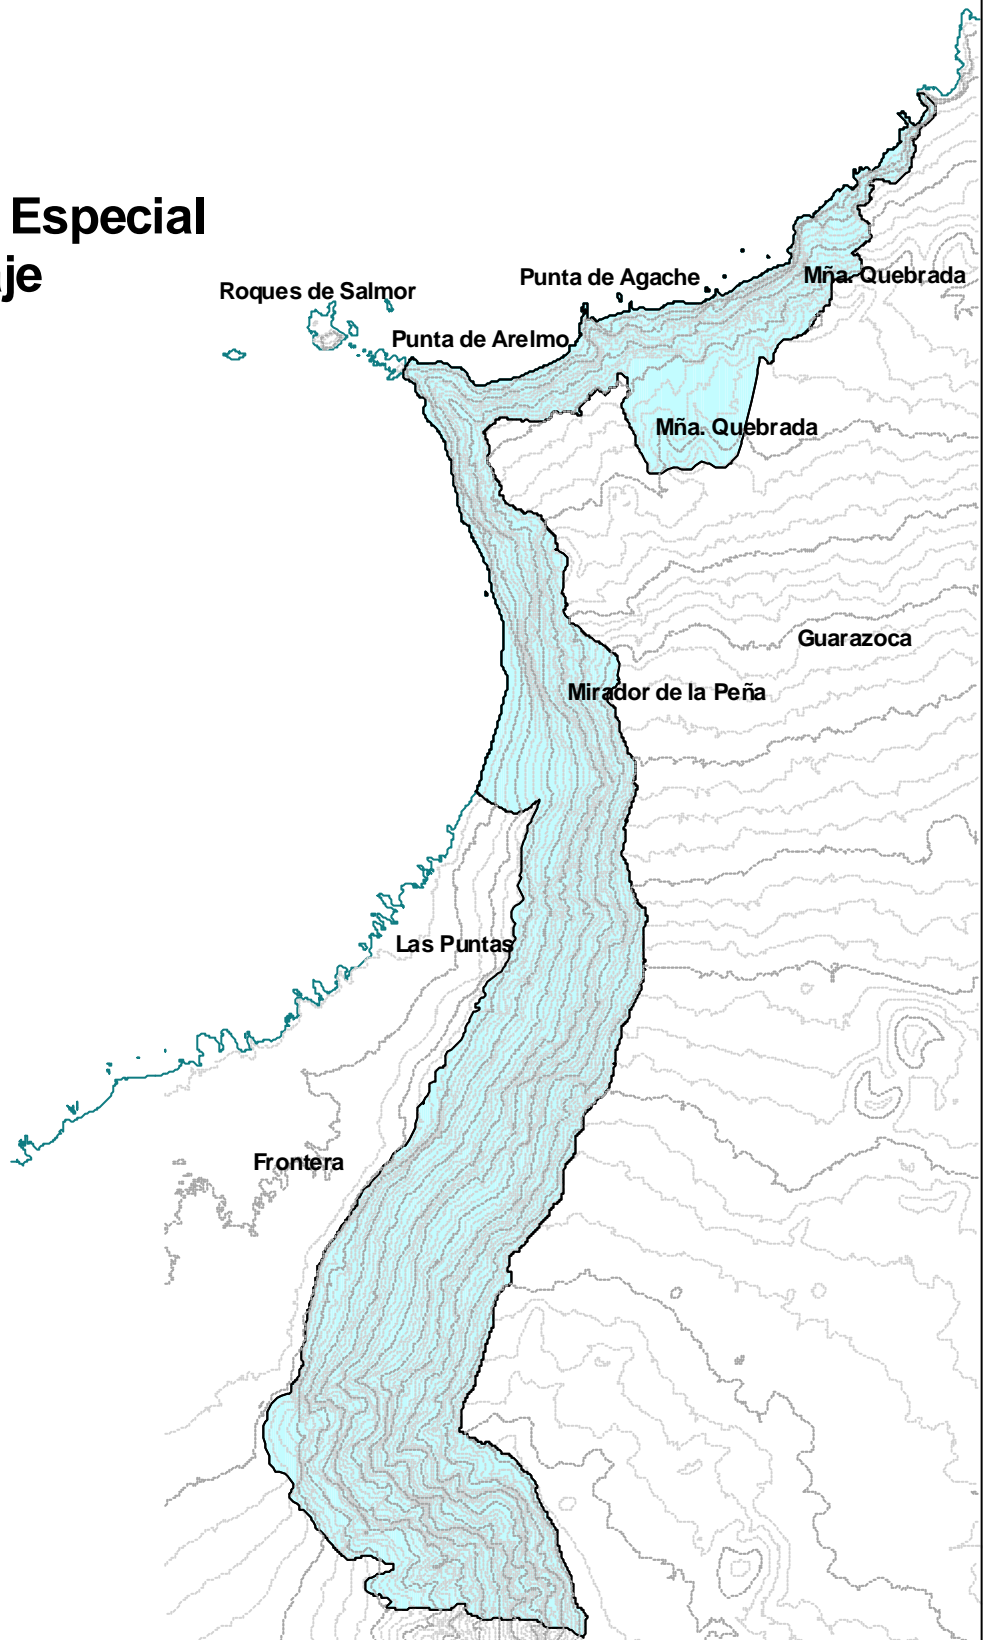 Especial
je
Punta de Agache
Mña. Quebrada
Roques de Salmor
Punta de Arelmo
Mña. Quebrada
Guarazoca
Mirador de la Peña
Las Puntas
Frontera